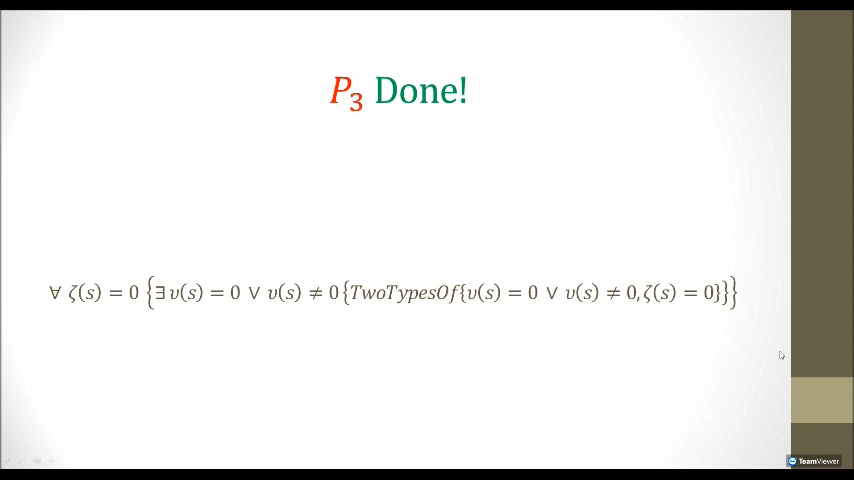 P₃ Done!
∀ ζ(s) = 0 {∃ υ(s) = 0 ∨ υ(s) ≠ 0 {TwoTypesOf{υ(s) = 0 ∨ υ(s) ≠ 0, ζ(s) = 0}}}
TeamViewer